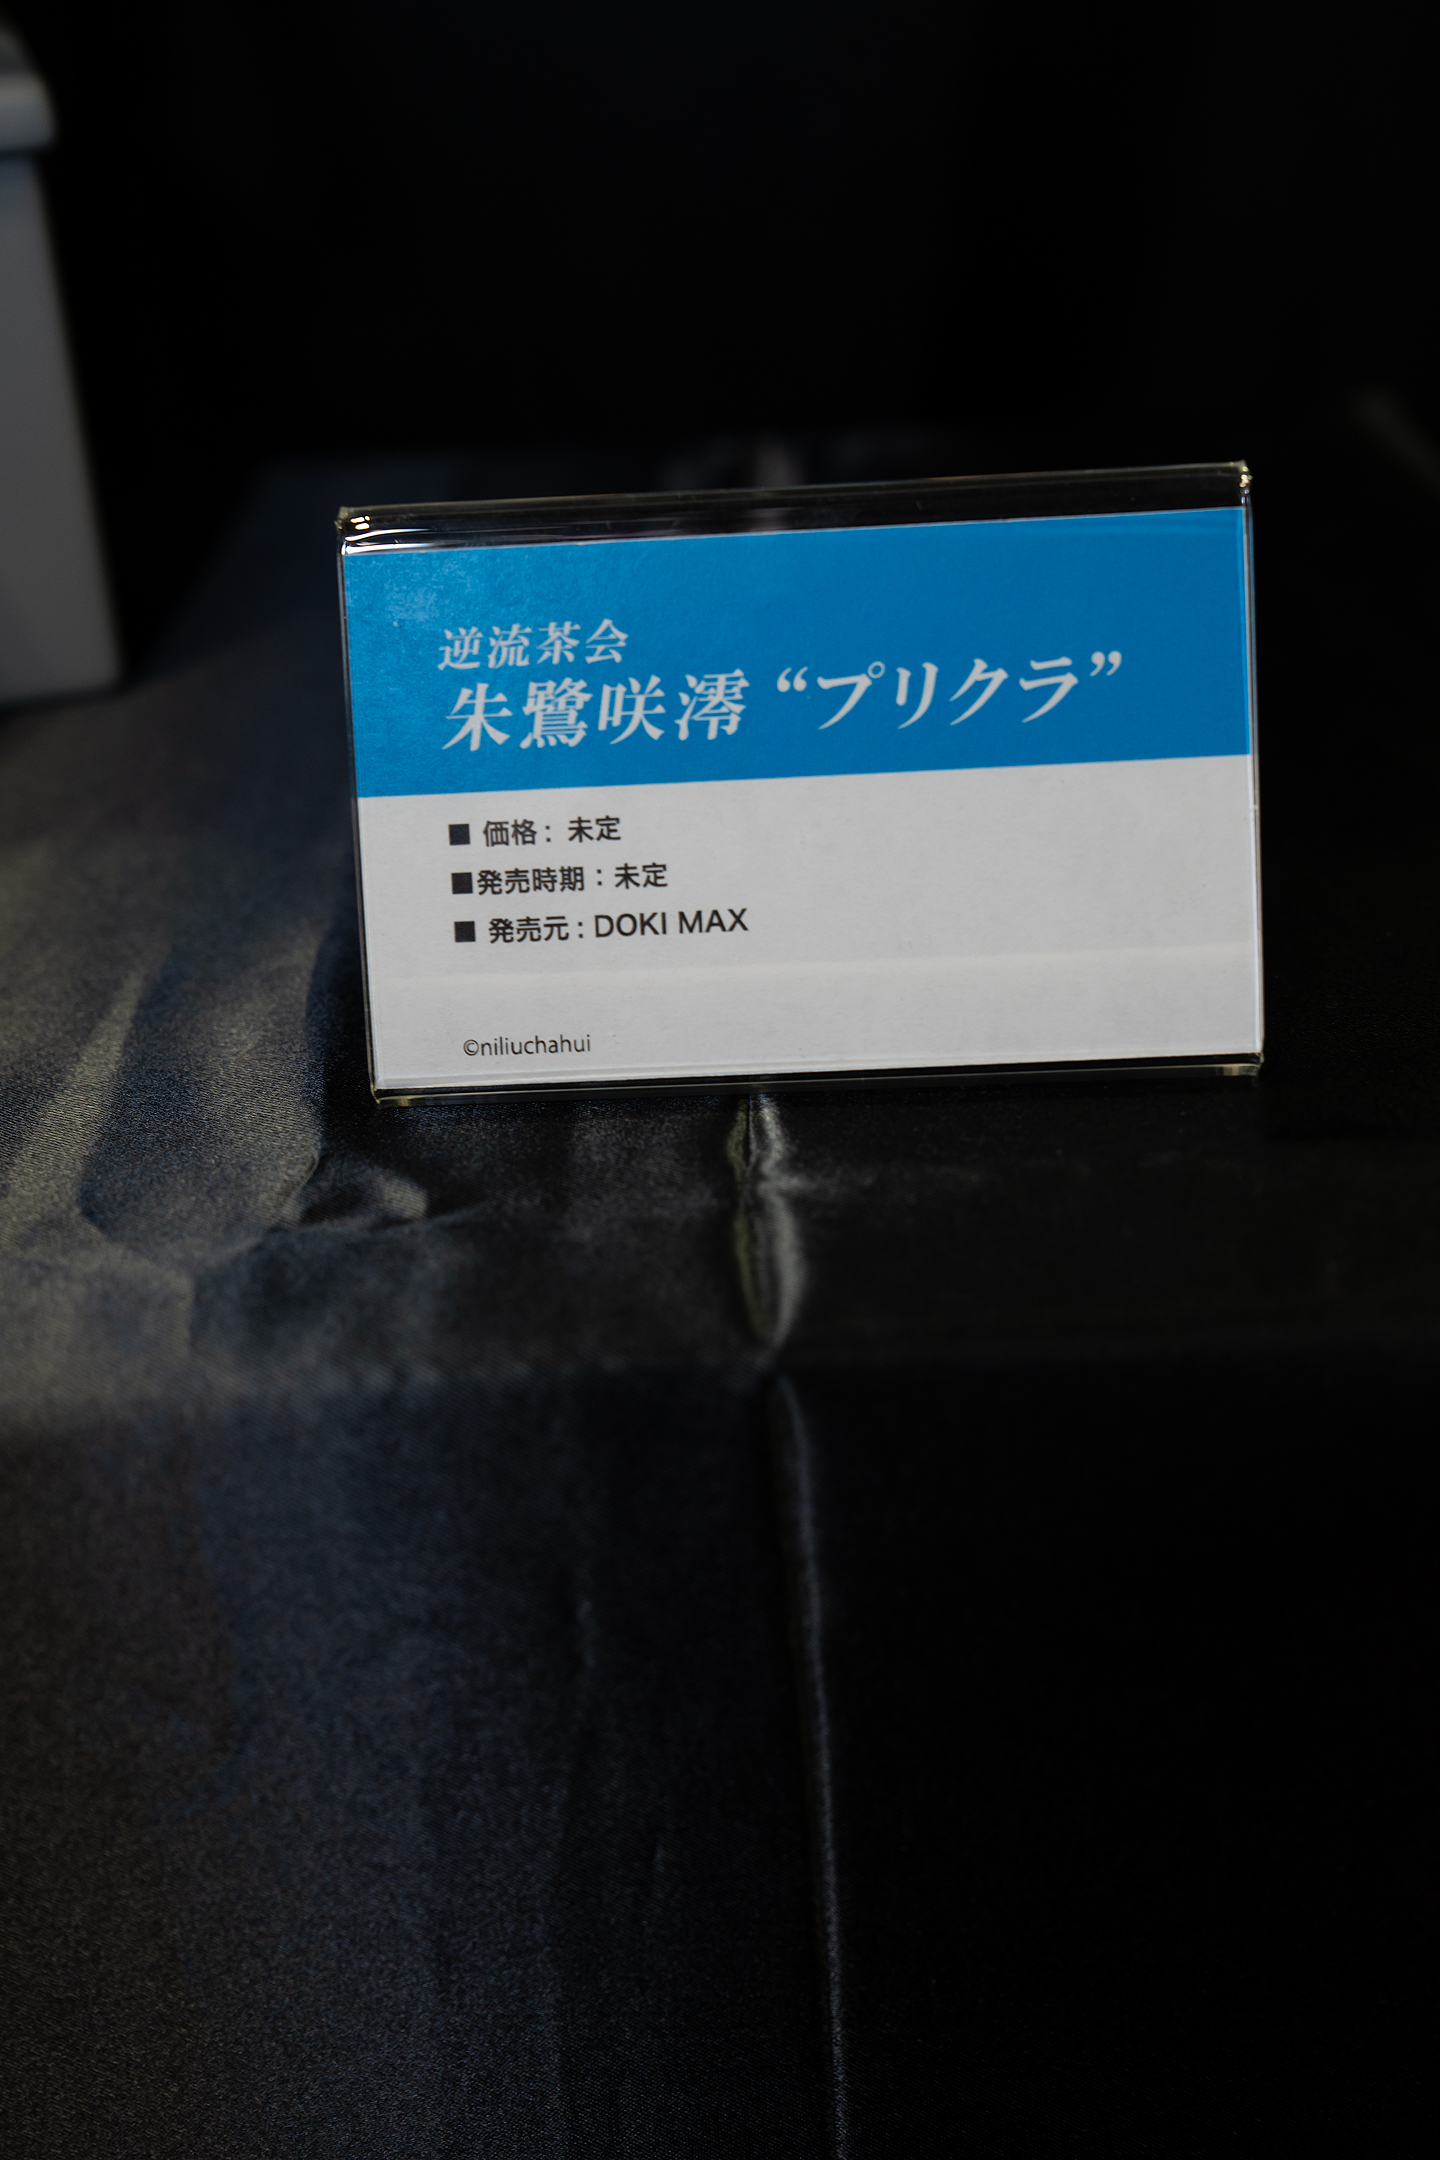 逆流茶会
朱鷺咲澪 “プリクラ”
■ 価格： 未定
■発売時期：未定
■ 発売元：DOKI MAX
©niliuchahui